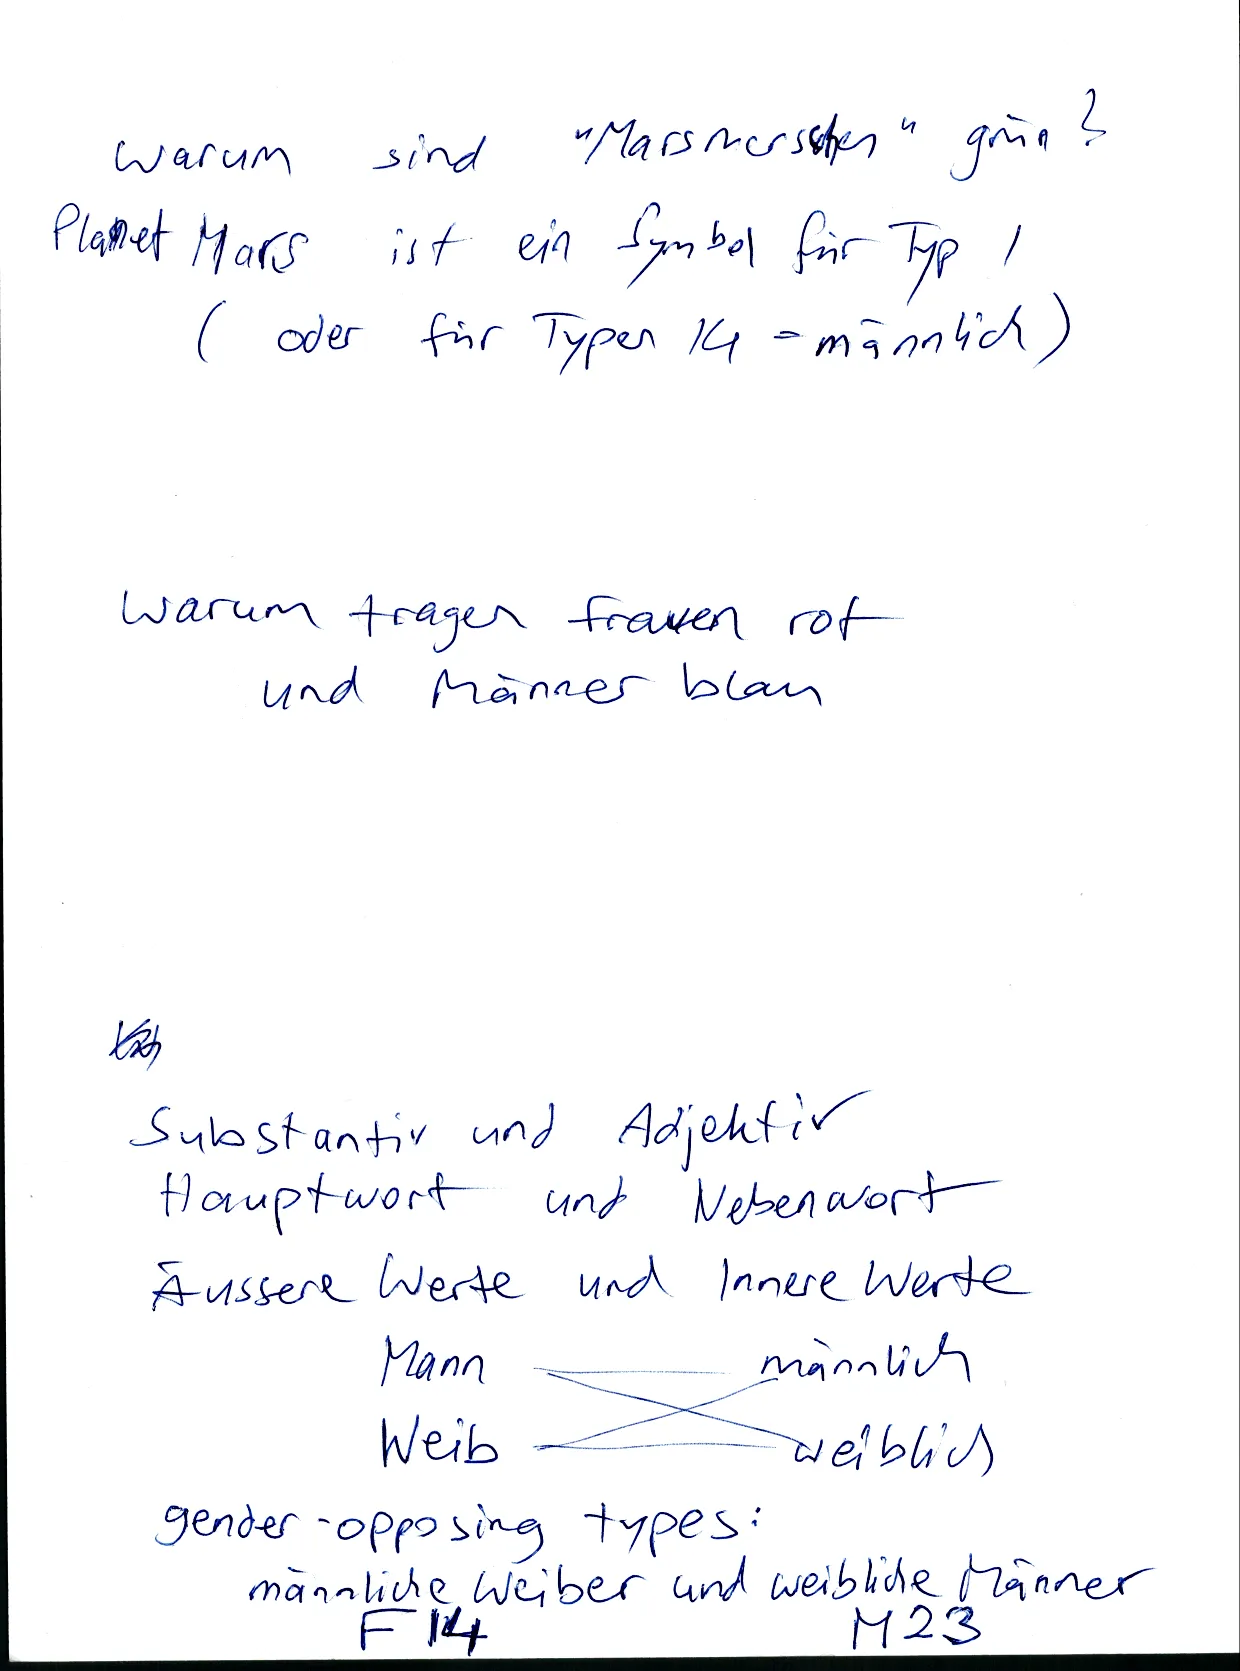 Warum sind "Marsmenschen" grün?
Planet Mars ist ein Symbol für Typ 1
( oder für Typen 14 = männlich )
Warum tragen Frauen rot
und Männer blau
Substantiv und Adjektiv
Hauptwort und Nebenwort
Äussere Werte und Innere Werte
Mann männlich
Weib weiblich
gender-opposing types:
männliche Weiber und weibliche Männer
F14 M23